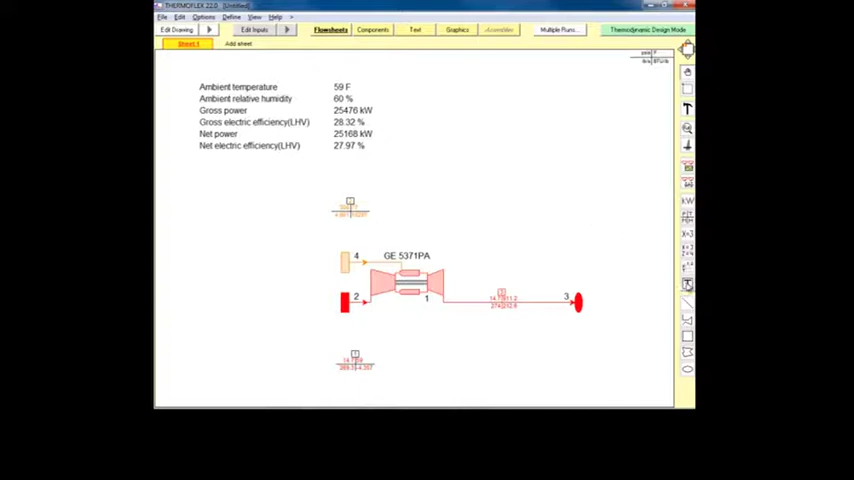 THERMOFLEX 22.0 [Untitled]
File Edit Options Define View Help >
Edit Drawing Edit Inputs Flowsheets Components Text Graphics Assembler Multiple Runs... Thermodynamic Design Mode
Sheet 1 Add sheet
Ambient temperature 59 F
Ambient relative humidity 60 %
Gross power 25476 kW
Gross electric efficiency(LHV) 28.32 %
Net power 25168 kW
Net electric efficiency(LHV) 27.97 %
4 GE 5371PA
2 1 3
kW
X=3